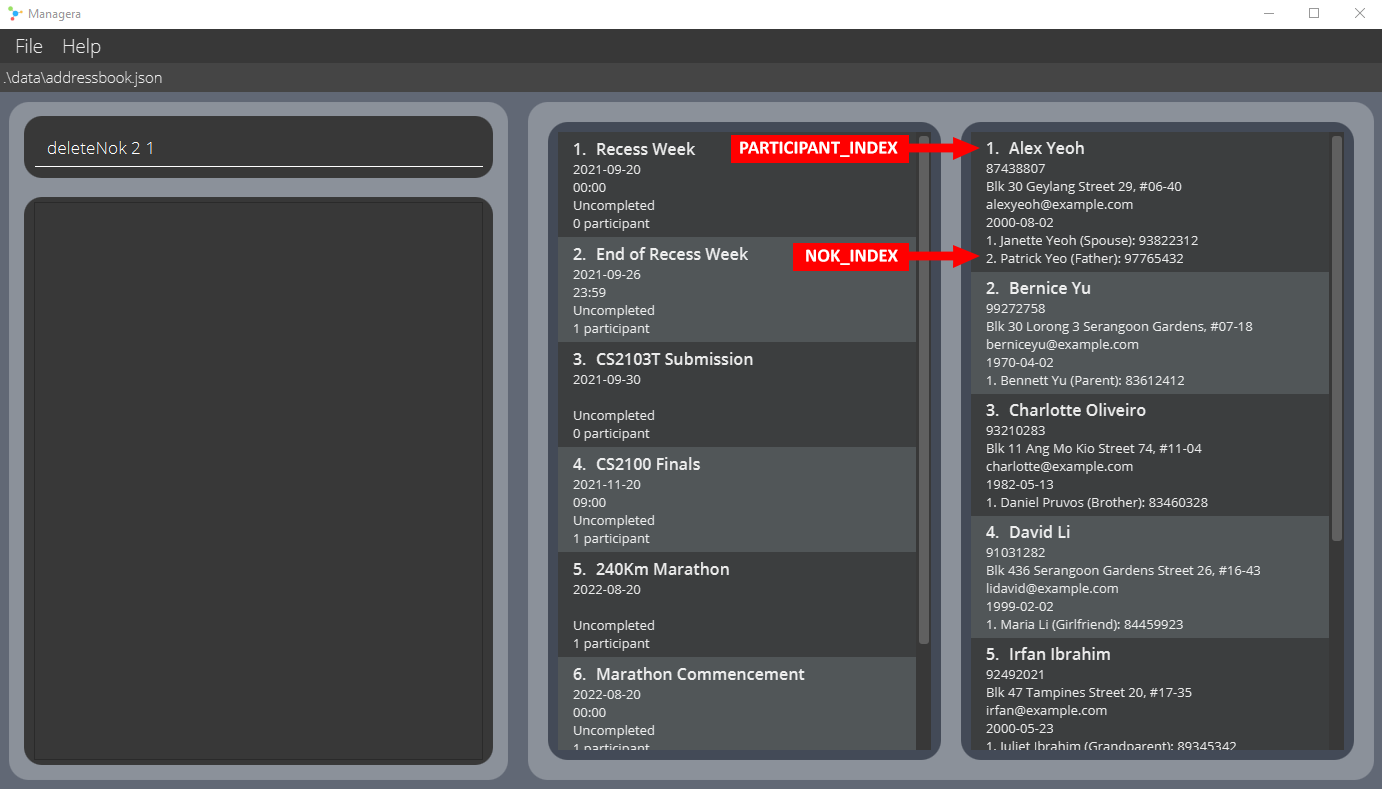 Managera
File Help
.\data\addressbook.json
deleteNok 2 1
1. Recess Week
2021-09-20
00:00
Uncompleted
0 participant
2. End of Recess Week
2021-09-26
23:59
Uncompleted
1 participant
3. CS2103T Submission
2021-09-30
Uncompleted
0 participant
4. CS2100 Finals
2021-11-20
09:00
Uncompleted
1 participant
5. 240Km Marathon
2022-08-20
Uncompleted
1 participant
6. Marathon Commencement
2022-08-20
00:00
Uncompleted
1 participant
PARTICIPANT_INDEX
NOK_INDEX
1. Alex Yeoh
87438807
Blk 30 Geylang Street 29, #06-40
alexyeoh@example.com
2000-08-02
1. Janette Yeoh (Spouse): 93822312
2. Patrick Yeo (Father): 97765432
2. Bernice Yu
99272758
Blk 30 Lorong 3 Serangoon Gardens, #07-18
berniceyu@example.com
1970-04-02
1. Bennett Yu (Parent): 83612412
3. Charlotte Oliveiro
93210283
Blk 11 Ang Mo Kio Street 74, #11-04
charlotte@example.com
1982-05-13
1. Daniel Pruvos (Brother): 83460328
4. David Li
91031282
Blk 436 Serangoon Gardens Street 26, #16-43
lidavid@example.com
1999-02-02
1. Maria Li (Girlfriend): 84459923
5. Irfan Ibrahim
92492021
Blk 47 Tampines Street 20, #17-35
irfan@example.com
2000-05-23
1. Juliet Ibrahim (Grandparent): 89345342